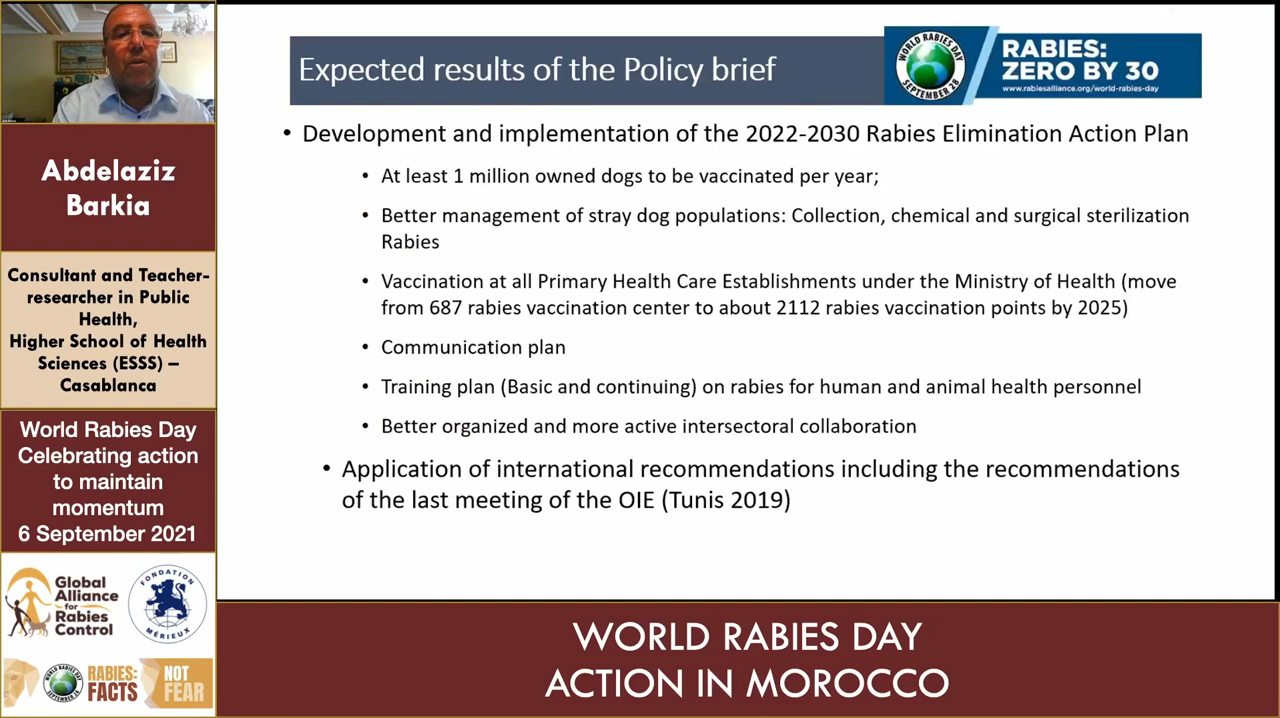 Expected results of the Policy brief
WORLD RABIES DAY
SEPTEMBER 28
RABIES:
ZERO BY 30
www.rabiesalliance.org/world-rabies-day
• Development and implementation of the 2022-2030 Rabies Elimination Action Plan
• At least 1 million owned dogs to be vaccinated per year;
• Better management of stray dog populations: Collection, chemical and surgical sterilization
Rabies
• Vaccination at all Primary Health Care Establishments under the Ministry of Health (move
from 687 rabies vaccination center to about 2112 rabies vaccination points by 2025)
• Communication plan
• Training plan (Basic and continuing) on rabies for human and animal health personnel
• Better organized and more active intersectoral collaboration
• Application of international recommendations including the recommendations
of the last meeting of the OIE (Tunis 2019)
Abdelaziz
Barkia
Consultant and Teacher-
researcher in Public
Health,
Higher School of Health
Sciences (ESSS) –
Casablanca
World Rabies Day
Celebrating action
to maintain
momentum
6 September 2021
Global
Alliance
for
Rabies
Control
FONDATION
MÉRIEUX
WORLD RABIES DAY
SEPTEMBER 28
RABIES:
FACTS
NOT
FEAR
WORLD RABIES DAY
ACTION IN MOROCCO